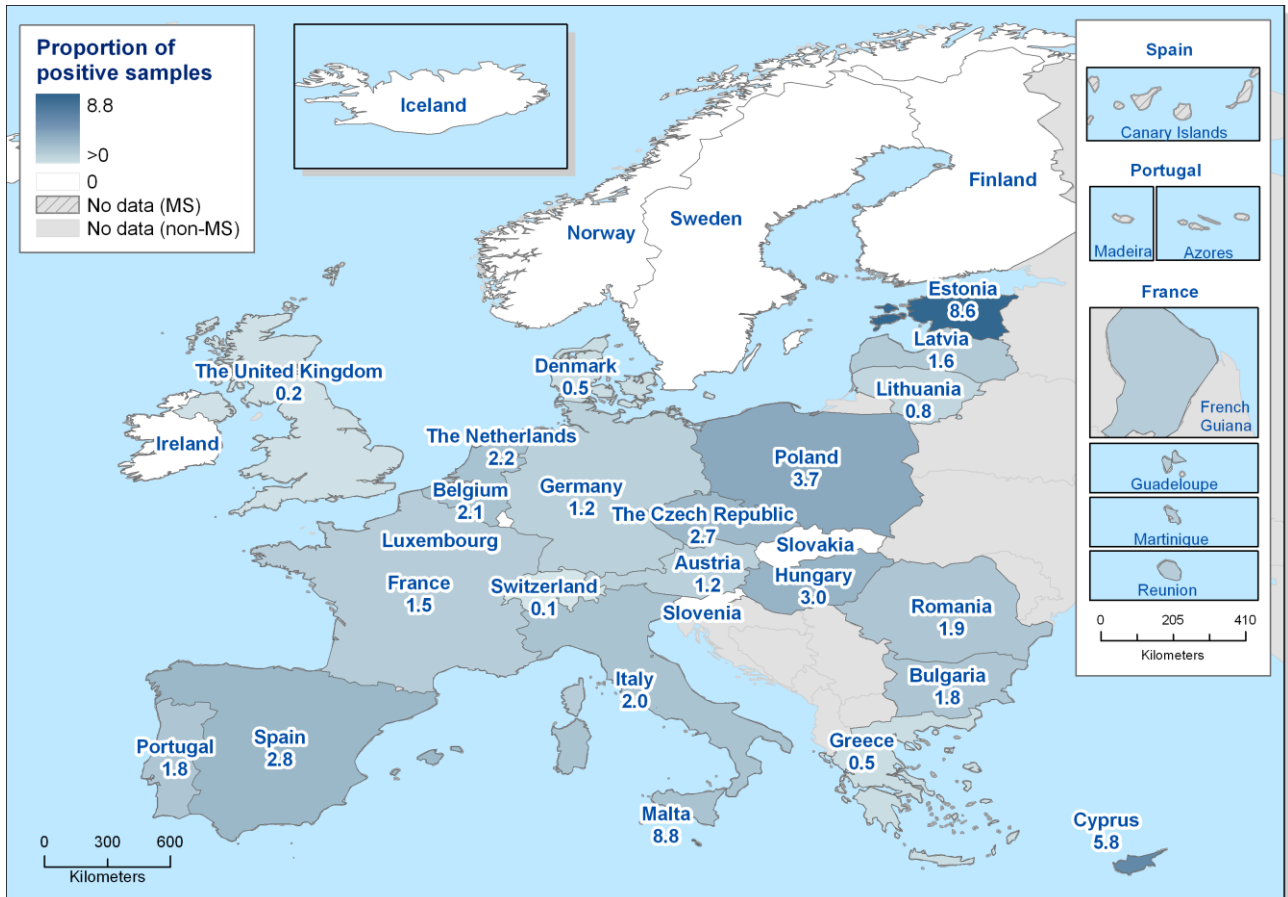 Proportion of
positive samples
8.8
>0
0
No data (MS)
No data (non-MS)
Iceland
Norway
Sweden
Finland
Estonia
8.6
Latvia
1.6
Lithuania
0.8
Denmark
0.5
The United Kingdom
0.2
Ireland
The Netherlands
2.2
Belgium
2.1
Luxembourg
Germany
1.2
Poland
3.7
The Czech Republic
2.7
Slovakia
Austria
1.2
Hungary
3.0
France
1.5
Switzerland
0.1
Slovenia
Romania
1.9
Bulgaria
1.8
Italy
2.0
Portugal
1.8
Spain
2.8
Greece
0.5
Malta
8.8
Cyprus
5.8
0 300 600
Kilometers
Spain
Canary Islands
Portugal
Madeira
Azores
France
French
Guiana
Guadeloupe
Martinique
Reunion
0 205 410
Kilometers